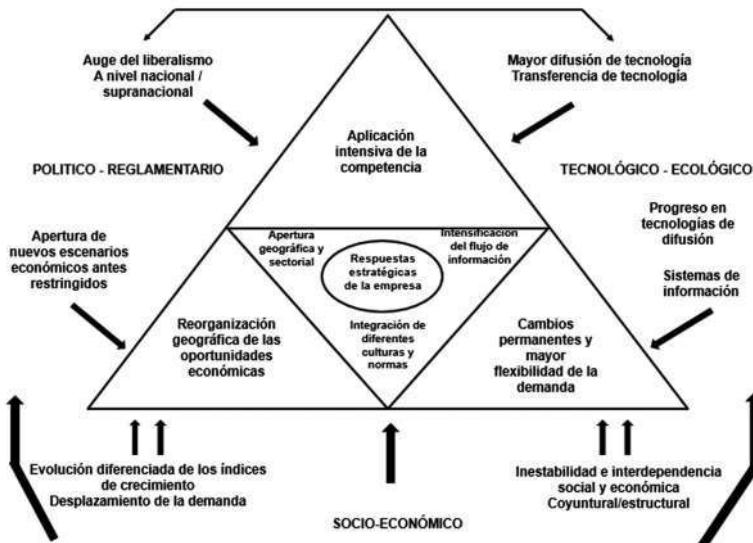 Auge del liberalismo
A nivel nacional /
supranacional
Mayor difusión de tecnología
Transferencia de tecnología
Aplicación
intensiva de la
competencia
POLITICO - REGLAMENTARIO
TECNOLÓGICO - ECOLÓGICO
Apertura de
nuevos escenarios
económicos antes
restringidos
Apertura
geográfica y
sectorial
Intensificación
del flujo de
información
Progreso en
tecnologías de
difusión
Respuestas
estratégicas
de la empresa
Sistemas de
información
Reorganización
geográfica de las
oportunidades
económicas
Integración de
diferentes
culturas y
normas
Cambios
permanentes y
mayor
flexibilidad de la
demanda
Evolución diferenciada de los índices
de crecimiento
Desplazamiento de la demanda
Inestabilidad e interdependencia
social y económica
Coyuntural/estructural
SOCIO-ECONÓMICO